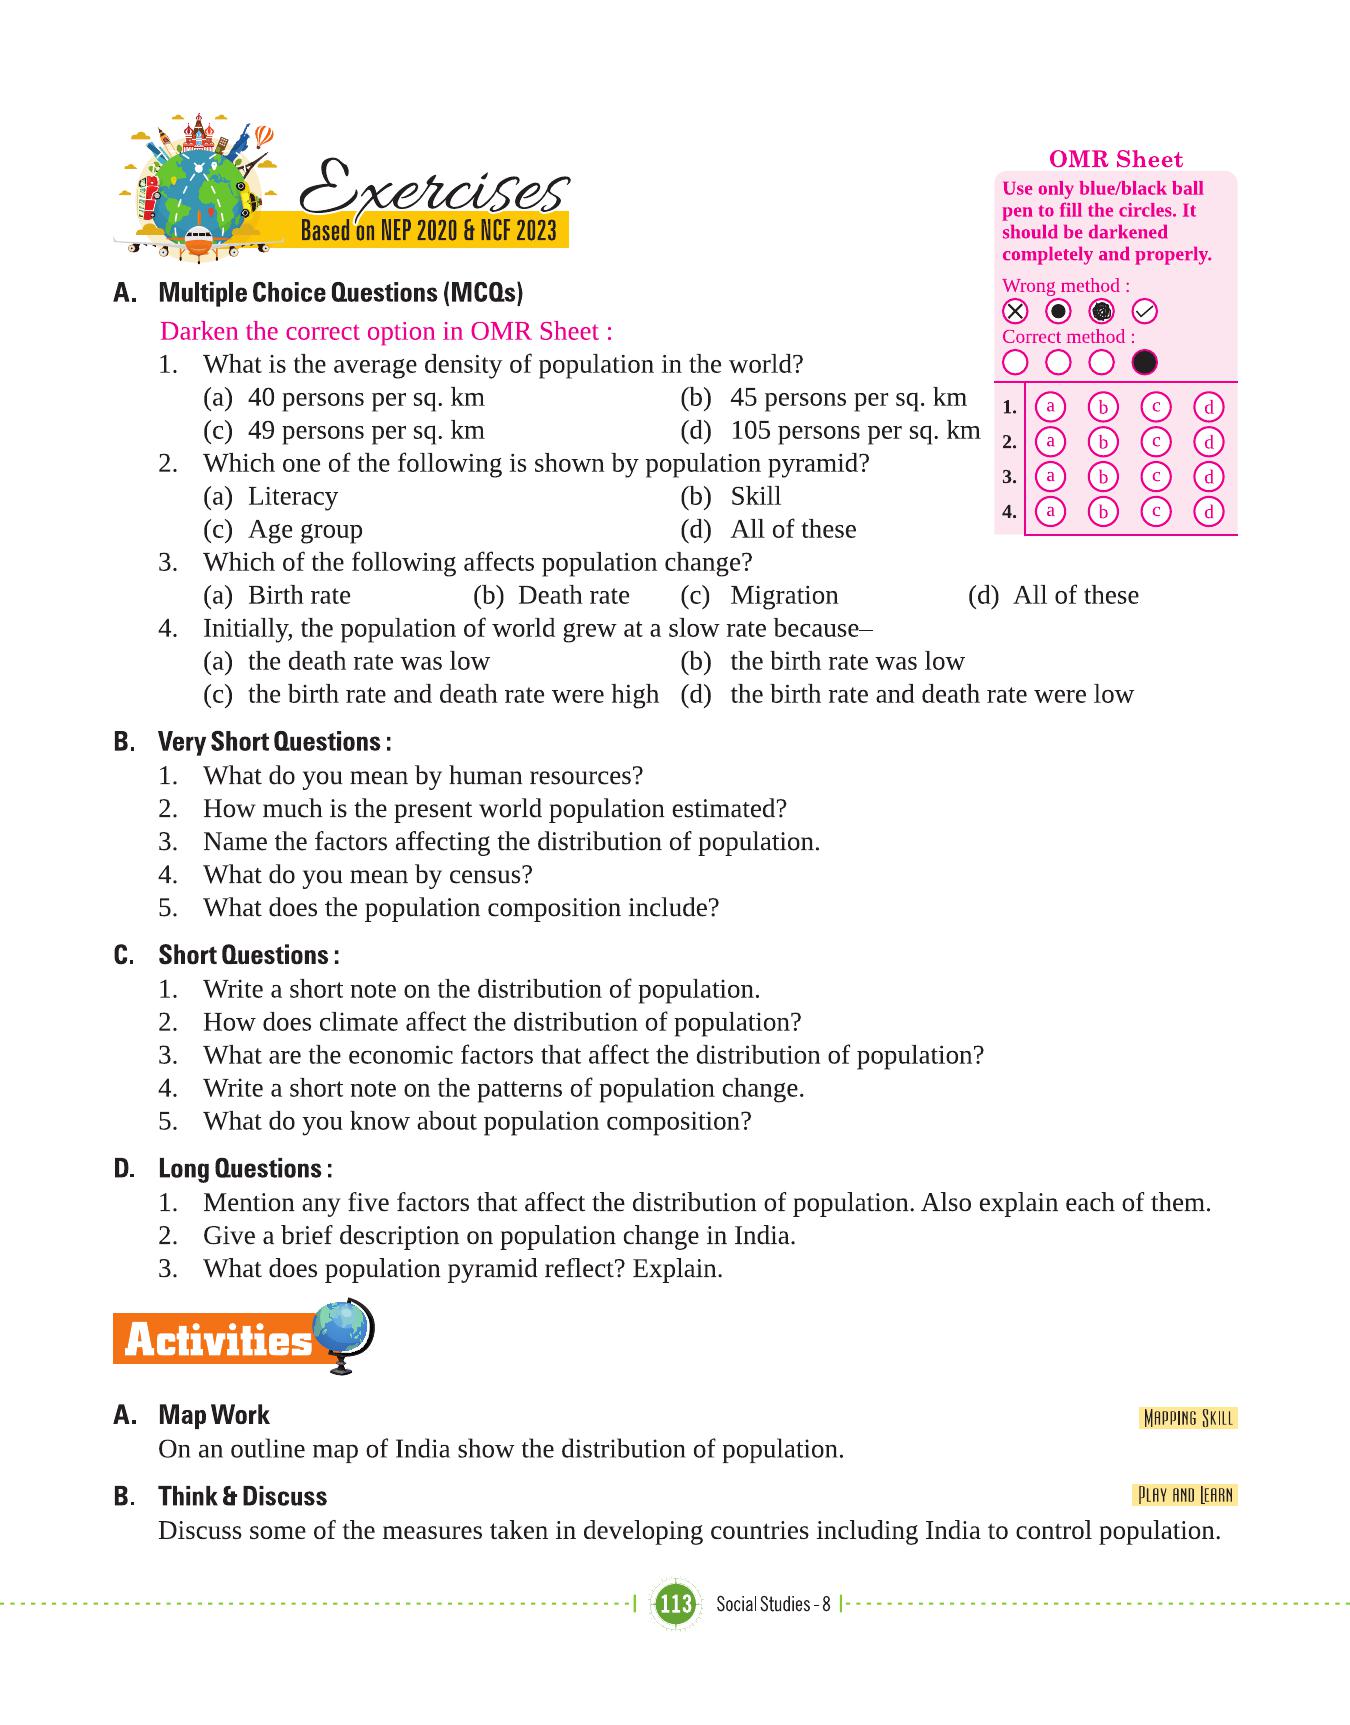 Exercises
Based on NEP 2020 & NCF 2023
OMR Sheet
Use only blue/black ball
pen to fill the circles. It
should be darkened
completely and properly.
Wrong method :
Correct method :
1. a b c d
2. a b c d
3. a b c d
4. a b c d
A. Multiple Choice Questions (MCQs)
Darken the correct option in OMR Sheet :
1. What is the average density of population in the world?
(a) 40 persons per sq. km (b) 45 persons per sq. km
(c) 49 persons per sq. km (d) 105 persons per sq. km
2. Which one of the following is shown by population pyramid?
(a) Literacy (b) Skill
(c) Age group (d) All of these
3. Which of the following affects population change?
(a) Birth rate (b) Death rate (c) Migration (d) All of these
4. Initially, the population of world grew at a slow rate because–
(a) the death rate was low (b) the birth rate was low
(c) the birth rate and death rate were high (d) the birth rate and death rate were low
B. Very Short Questions :
1. What do you mean by human resources?
2. How much is the present world population estimated?
3. Name the factors affecting the distribution of population.
4. What do you mean by census?
5. What does the population composition include?
C. Short Questions :
1. Write a short note on the distribution of population.
2. How does climate affect the distribution of population?
3. What are the economic factors that affect the distribution of population?
4. Write a short note on the patterns of population change.
5. What do you know about population composition?
D. Long Questions :
1. Mention any five factors that affect the distribution of population. Also explain each of them.
2. Give a brief description on population change in India.
3. What does population pyramid reflect? Explain.
Activities
A. Map Work Mapping Skill
On an outline map of India show the distribution of population.
B. Think & Discuss Play and Learn
Discuss some of the measures taken in developing countries including India to control population.
113 Social Studies - 8